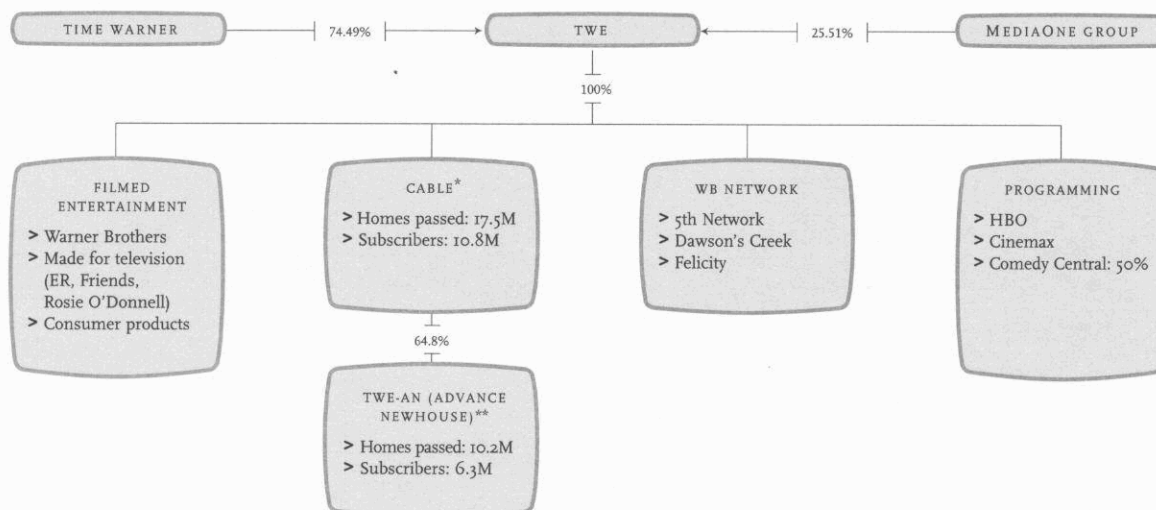 TIME WARNER
74.49%
TWE
25.51%
MEDIAONE GROUP
100%
FILMED
ENTERTAINMENT
> Warner Brothers
> Made for television
(ER, Friends,
Rosie O'Donnell)
> Consumer products
CABLE*
> Homes passed: 17.5M
> Subscribers: 10.8M
WB NETWORK
> 5th Network
> Dawson's Creek
> Felicity
PROGRAMMING
> HBO
> Cinemax
> Comedy Central: 50%
64.8%
TWE-AN (ADVANCE
NEWHOUSE)**
> Homes passed: 10.2M
> Subscribers: 6.3M